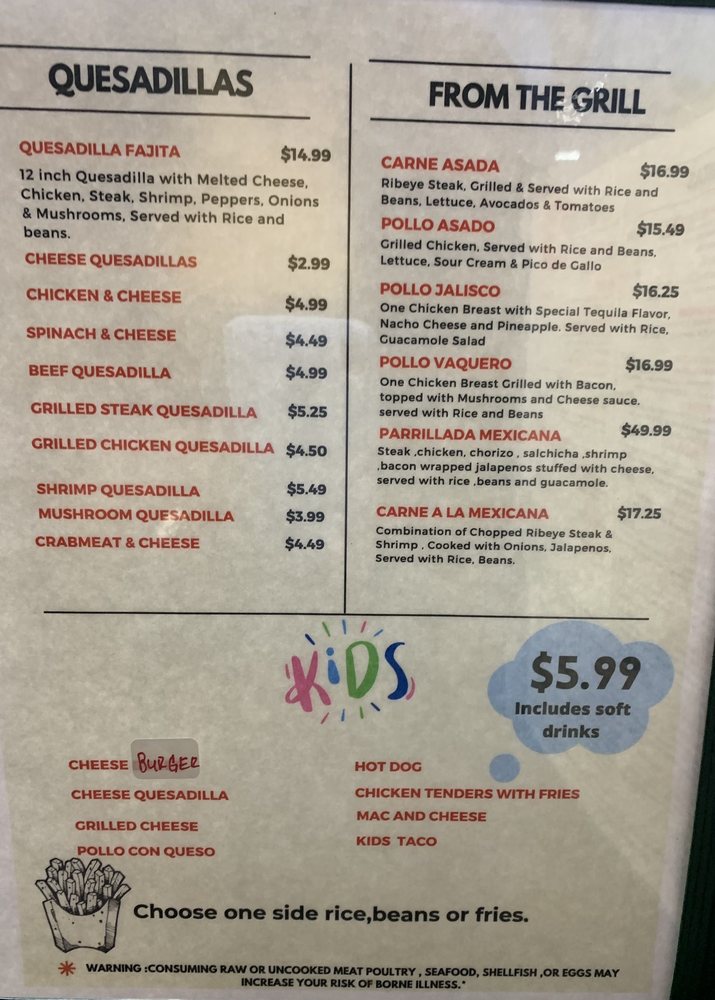 QUESADILLAS
QUESADILLA FAJITA $14.99
12 inch Quesadilla with Melted Cheese,
Chicken, Steak, Shrimp, Peppers, Onions
& Mushrooms, Served with Rice and
beans.
CHEESE QUESADILLAS $2.99
CHICKEN & CHEESE $4.99
SPINACH & CHEESE $4.49
BEEF QUESADILLA $4.99
GRILLED STEAK QUESADILLA $5.25
GRILLED CHICKEN QUESADILLA $4.50
SHRIMP QUESADILLA $5.49
MUSHROOM QUESADILLA $3.99
CRABMEAT & CHEESE $4.49
FROM THE GRILL
CARNE ASADA $16.99
Ribeye Steak, Grilled & Served with Rice and
Beans, Lettuce, Avocados & Tomatoes
POLLO ASADO $15.49
Grilled Chicken, Served with Rice and Beans,
Lettuce, Sour Cream & Pico de Gallo
POLLO JALISCO $16.25
One Chicken Breast with Special Tequila Flavor,
Nacho Cheese and Pineapple. Served with Rice,
Guacamole Salad
POLLO VAQUERO $16.99
One Chicken Breast Grilled with Bacon,
topped with Mushrooms and Cheese sauce,
served with Rice and Beans
PARRILLADA MEXICANA $49.99
Steak ,chicken, chorizo , salchicha ,shrimp
,bacon wrapped jalapenos stuffed with cheese,
served with rice ,beans and guacamole.
CARNE A LA MEXICANA $17.25
Combination of Chopped Ribeye Steak &
Shrimp , Cooked with Onions, Jalapenos,
Served with Rice, Beans.
KiDS
$5.99
Includes soft
drinks
CHEESE BURGER
CHEESE QUESADILLA
GRILLED CHEESE
POLLO CON QUESO
HOT DOG
CHICKEN TENDERS WITH FRIES
MAC AND CHEESE
KIDS TACO
Choose one side rice,beans or fries.
* WARNING :CONSUMING RAW OR UNCOOKED MEAT POULTRY , SEAFOOD, SHELLFISH ,OR EGGS MAY
INCREASE YOUR RISK OF BORNE ILLNESS.*